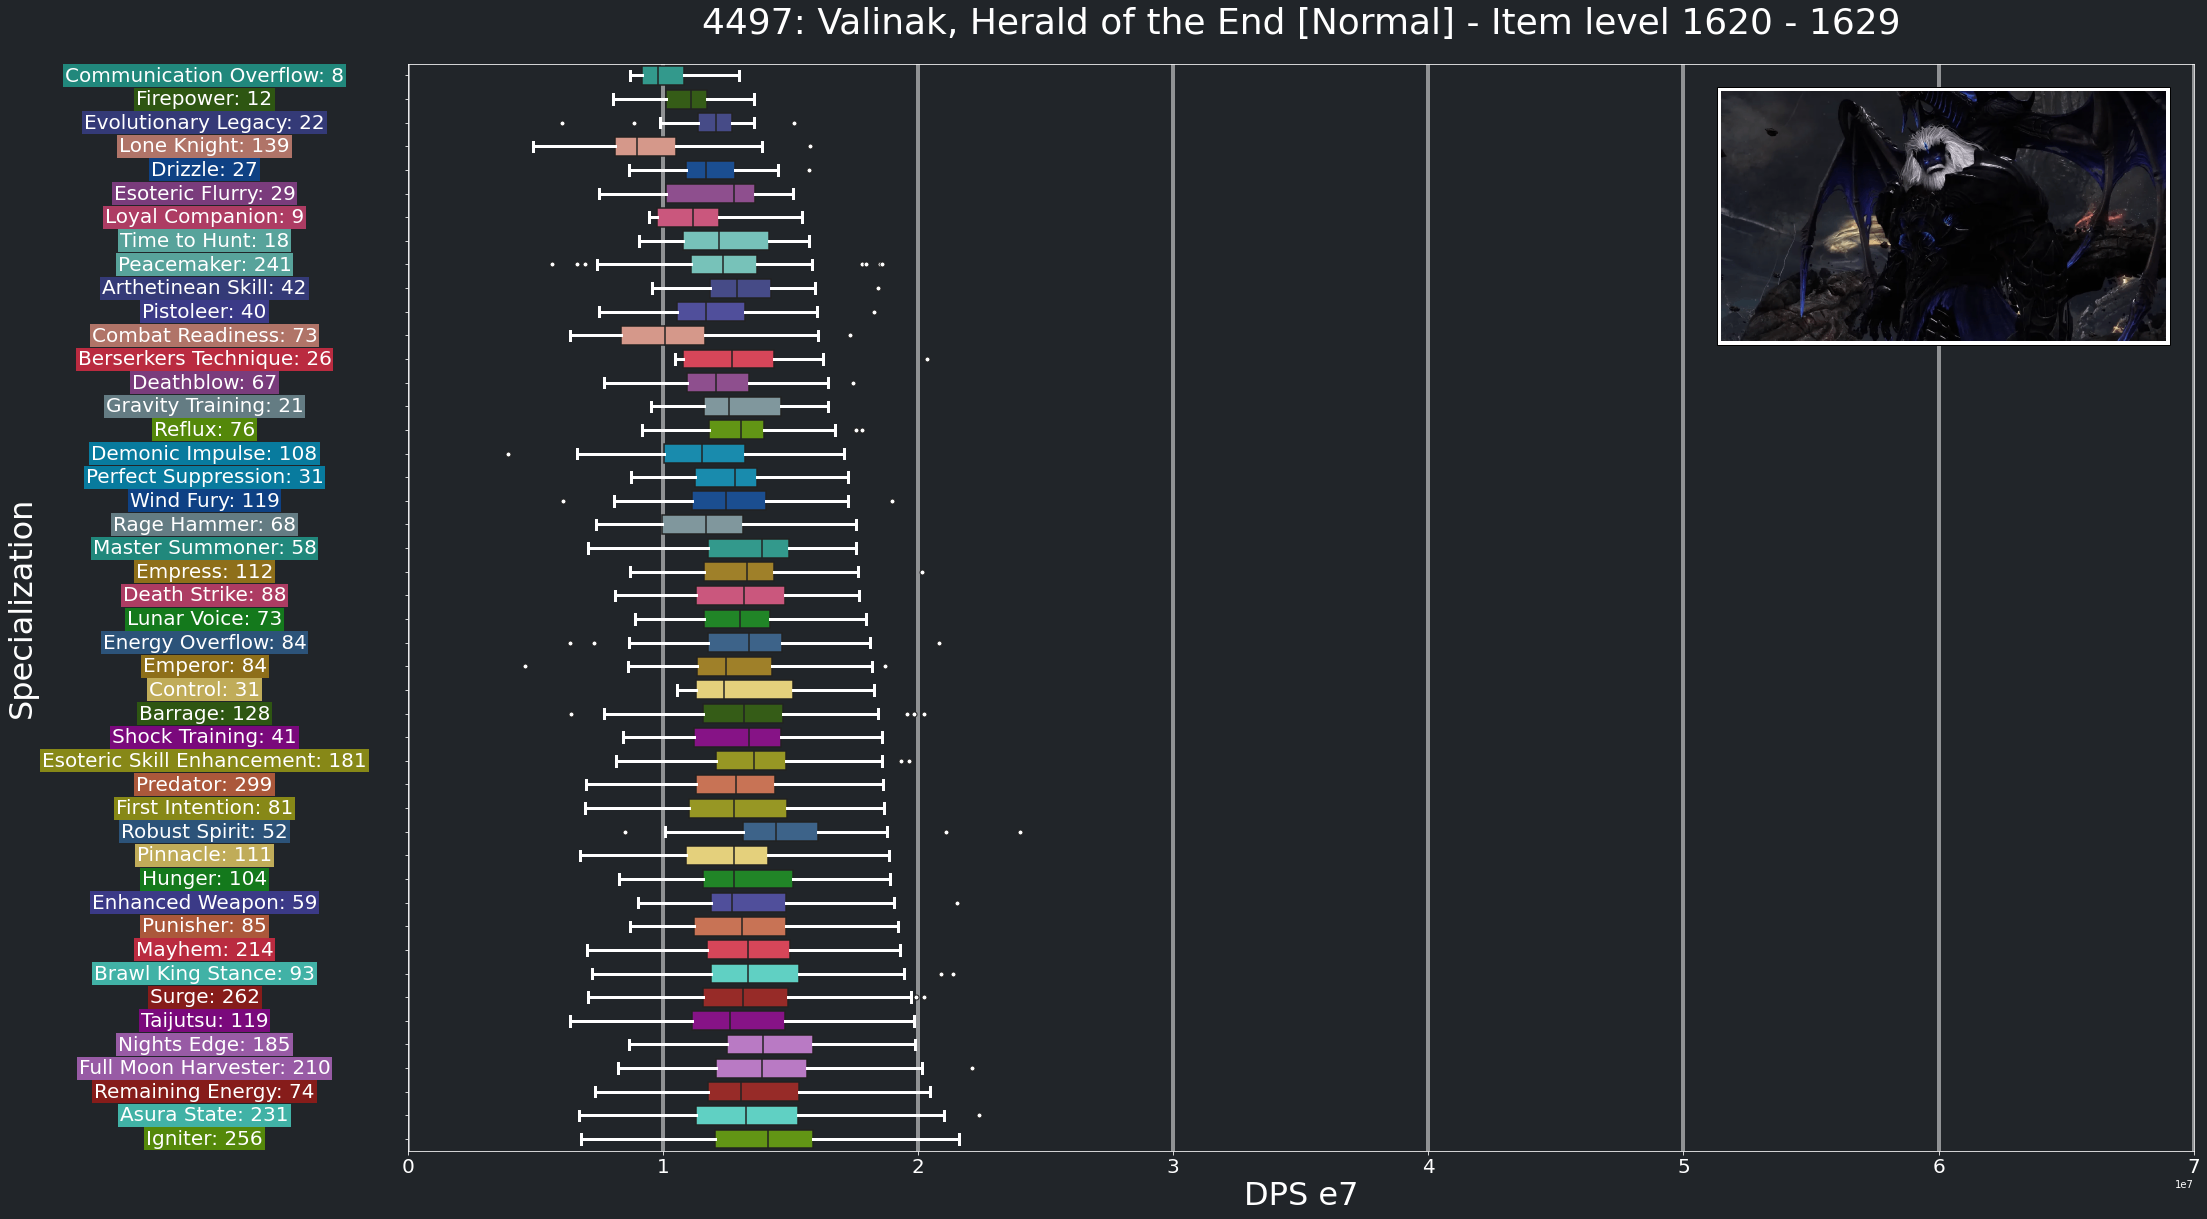 4497: Valinak, Herald of the End [Normal] - Item level 1620 - 1629
Communication Overflow: 8
Firepower: 12
Evolutionary Legacy: 22
Lone Knight: 139
Drizzle: 27
Esoteric Flurry: 29
Loyal Companion: 9
Time to Hunt: 18
Peacemaker: 241
Arthetinean Skill: 42
Pistoleer: 40
Combat Readiness: 73
Berserkers Technique: 26
Deathblow: 67
Gravity Training: 21
Reflux: 76
Demonic Impulse: 108
Perfect Suppression: 31
Wind Fury: 119
Rage Hammer: 68
Master Summoner: 58
Empress: 112
Death Strike: 88
Lunar Voice: 73
Energy Overflow: 84
Emperor: 84
Control: 31
Barrage: 128
Shock Training: 41
Esoteric Skill Enhancement: 181
Predator: 299
First Intention: 81
Robust Spirit: 52
Pinnacle: 111
Hunger: 104
Enhanced Weapon: 59
Punisher: 85
Mayhem: 214
Brawl King Stance: 93
Surge: 262
Taijutsu: 119
Nights Edge: 185
Full Moon Harvester: 210
Remaining Energy: 74
Asura State: 231
Igniter: 256
Specialization
0 1 2 3 4 5 6 7
1e7
DPS e7